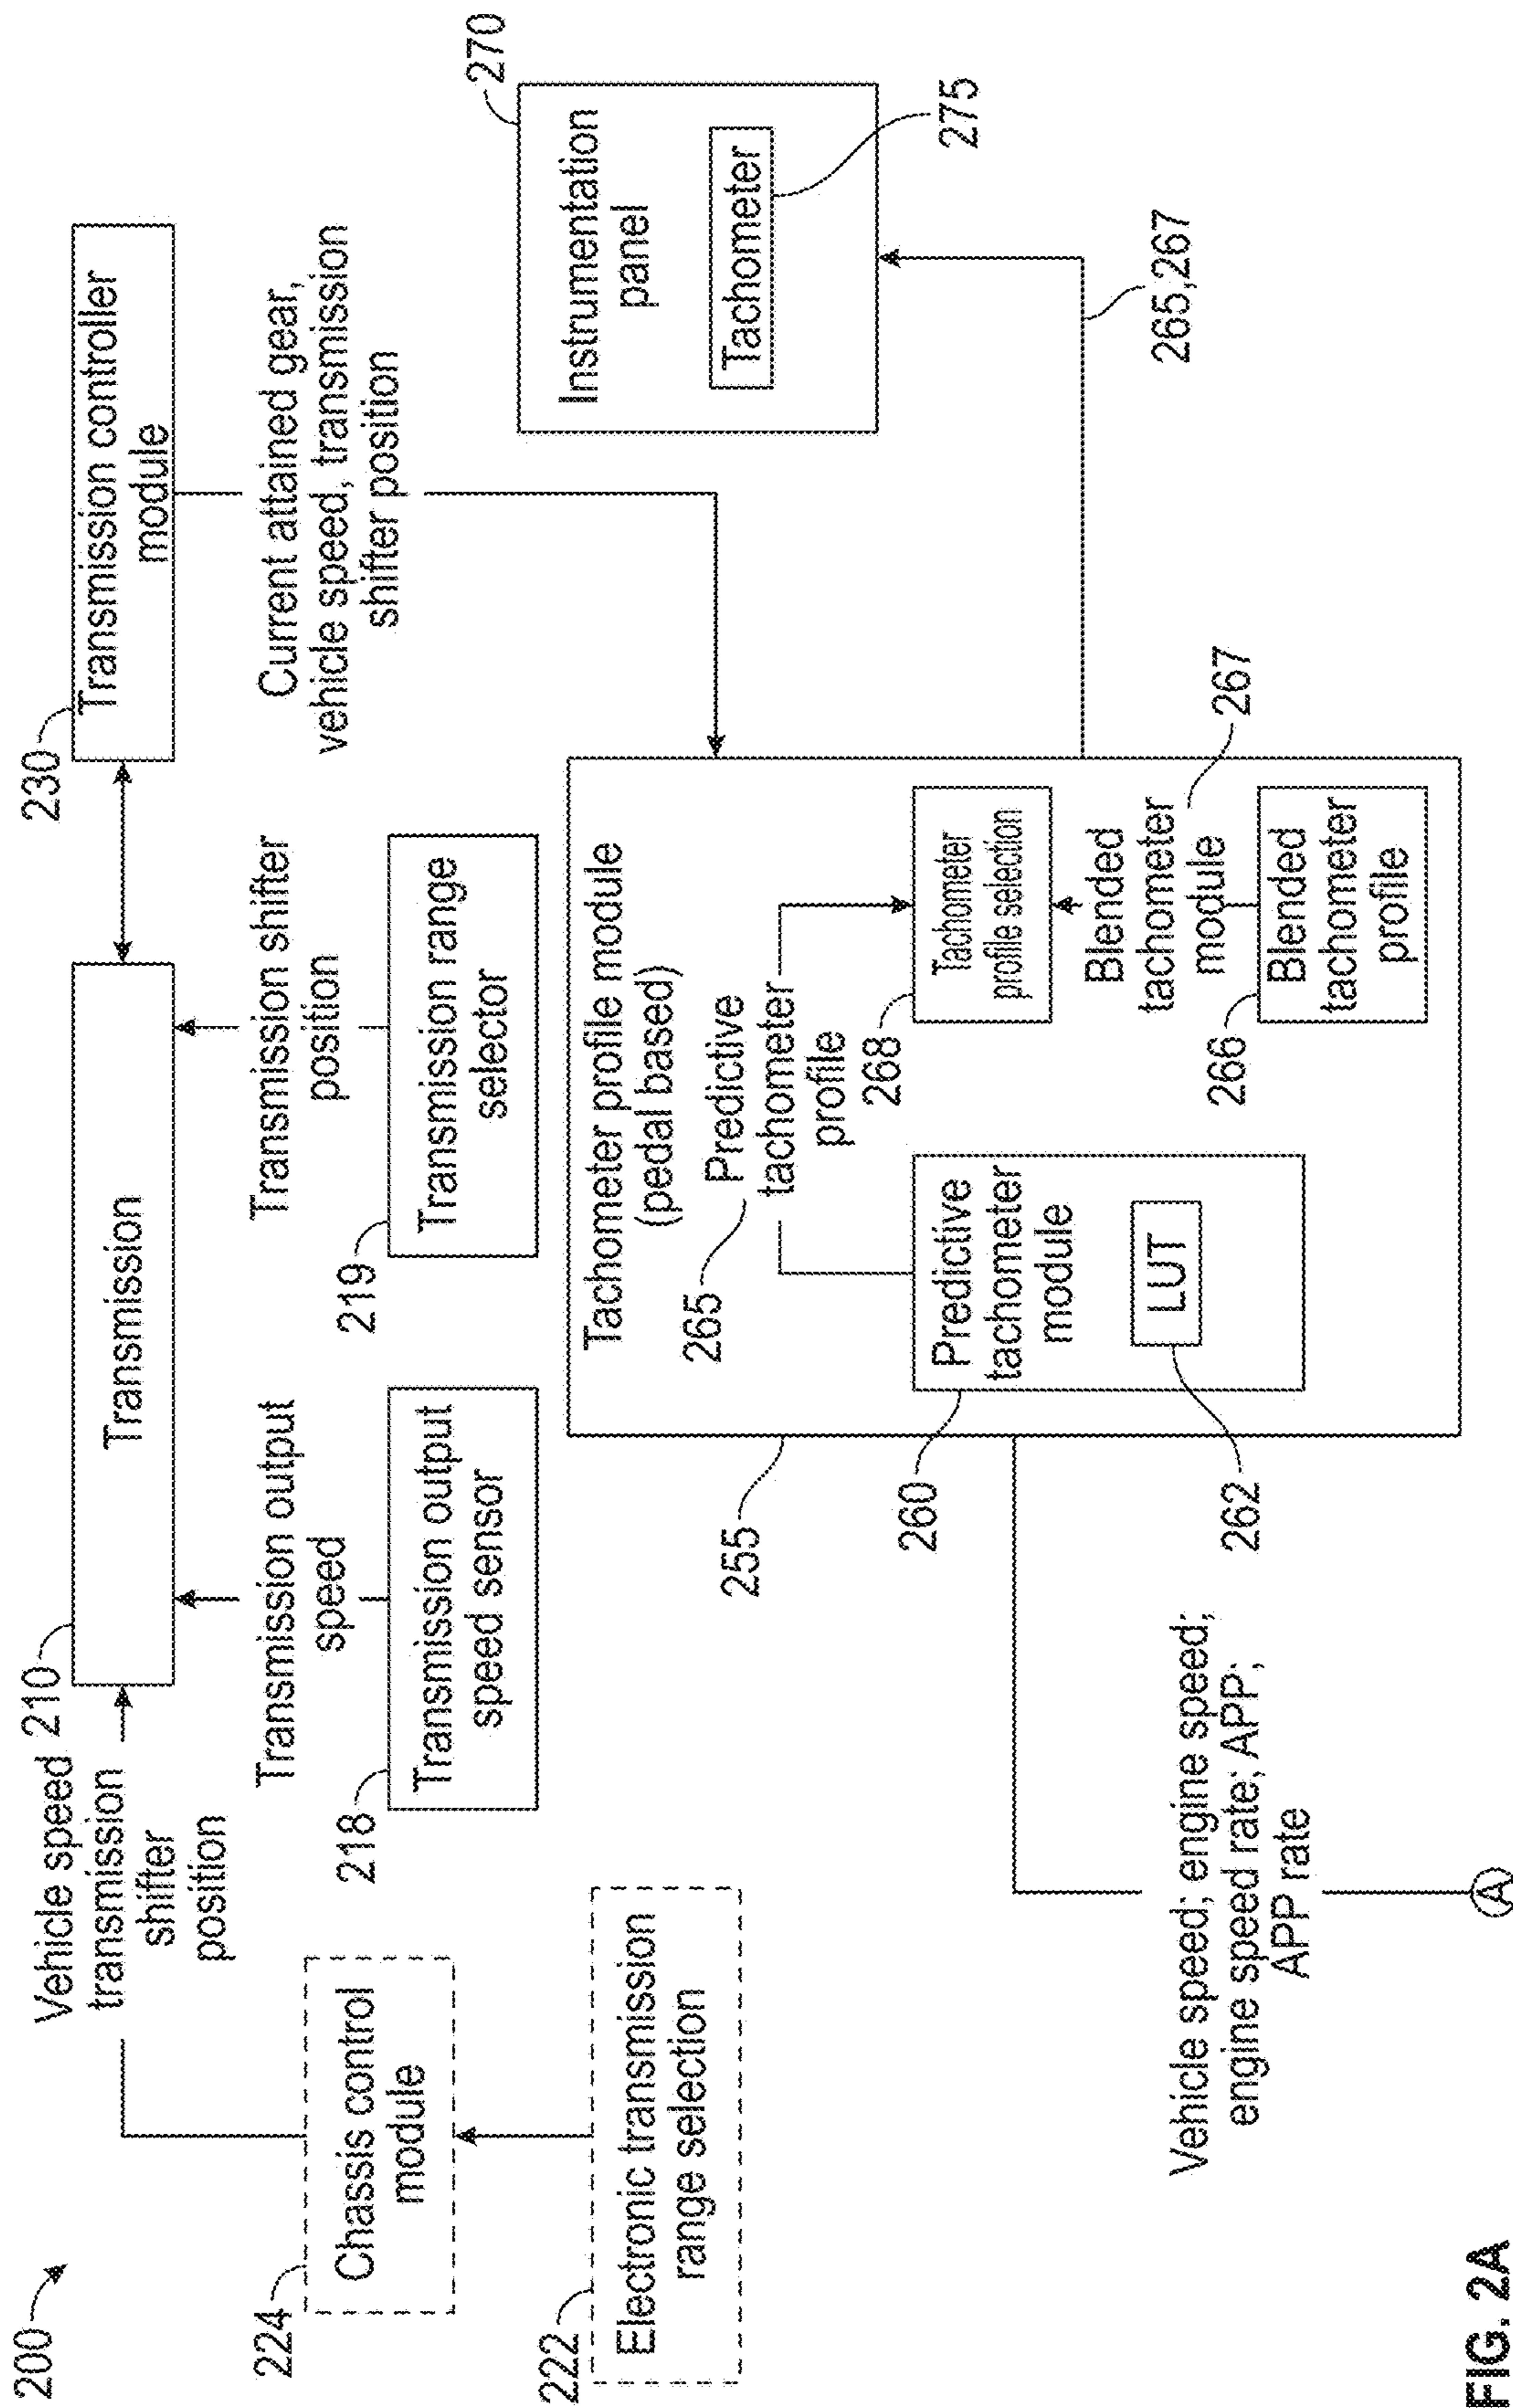 200
Vehicle speed
transmission
shifter
position
210
Transmission
230
Transmission controller
module
224
Chassis control
module
222
Electronic transmission
range selection
Transmission output
speed
218
Transmission output
speed sensor
Transmission shifter
position
219
Transmission range
selector
Current attained gear,
vehicle speed, transmission
shifter position
270
Instrumentation
panel
Tachometer
275
265,267
Tachometer profile module
(pedal based)
255
265
Predictive
tachometer
profile
260
Predictive
tachometer
module
LUT
262
268
Tachometer
profile selection
Blended
tachometer
module
267
266
Blended
tachometer
profile
Vehicle speed; engine speed;
engine speed rate; APP;
APP rate
A
FIG. 2A